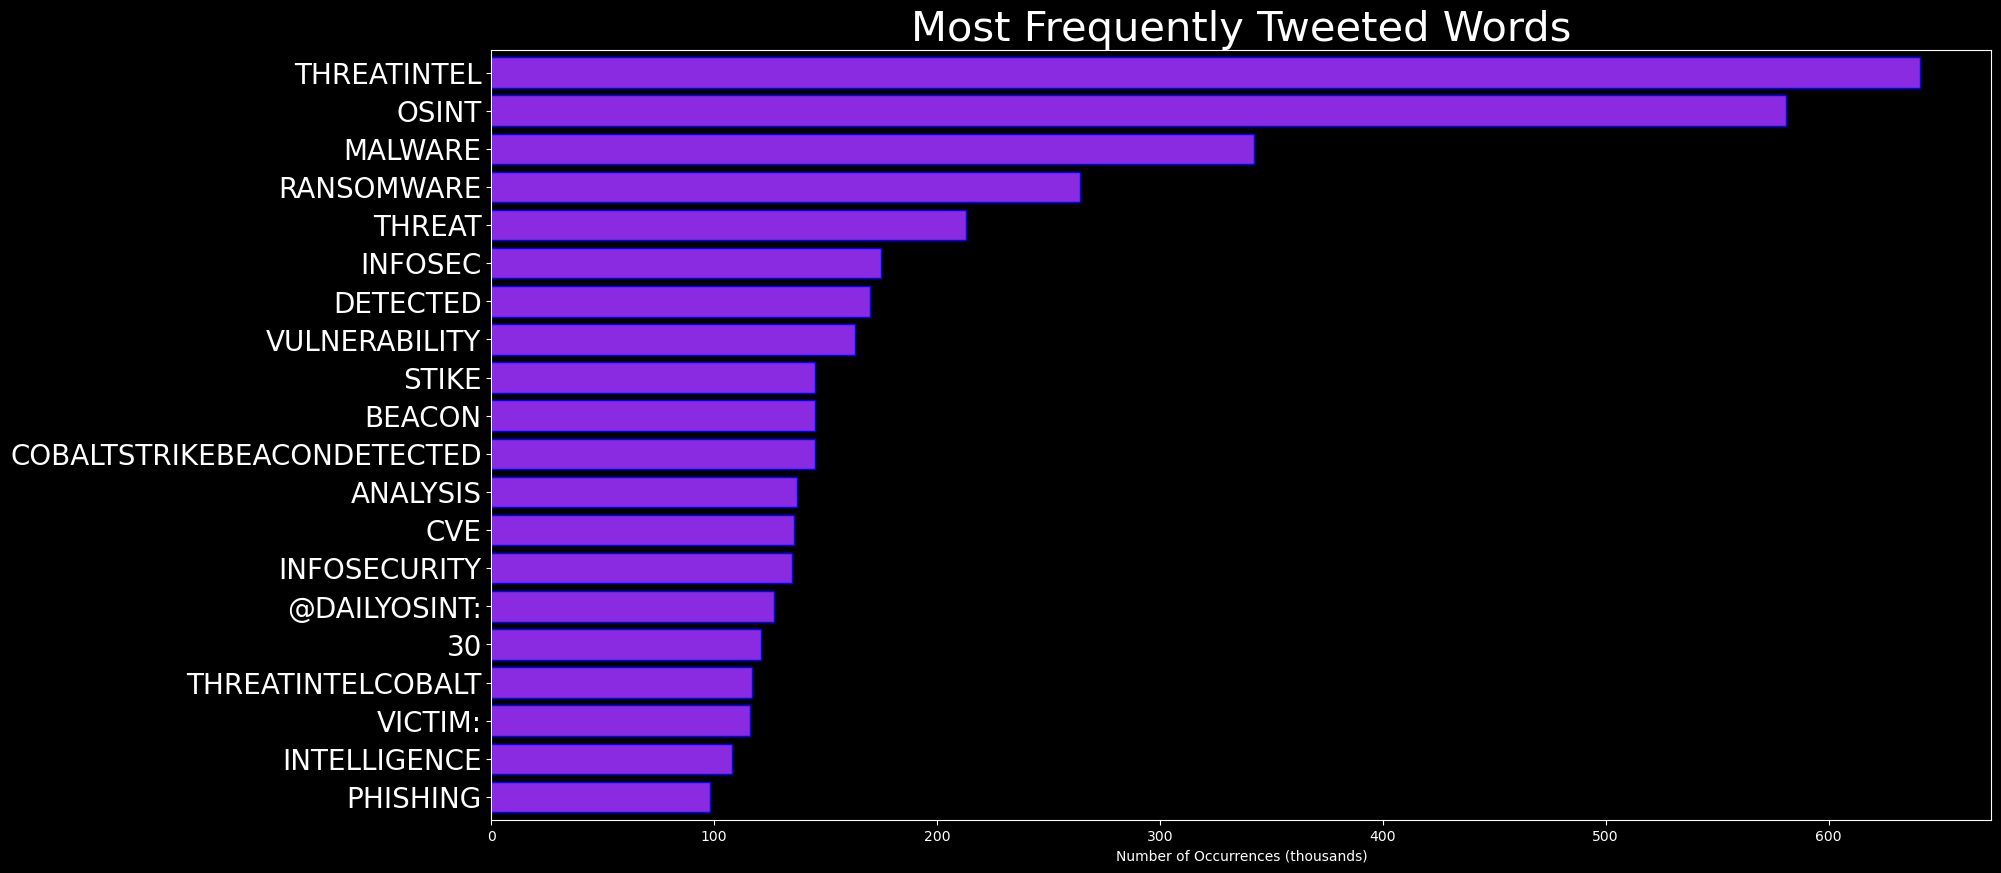 Most Frequently Tweeted Words
THREATINTEL
OSINT
MALWARE
RANSOMWARE
THREAT
INFOSEC
DETECTED
VULNERABILITY
STIKE
BEACON
COBALTSTRIKEBEACONDETECTED
ANALYSIS
CVE
INFOSECURITY
@DAILYOSINT:
30
THREATINTELCOBALT
VICTIM:
INTELLIGENCE
PHISHING
0 100 200 300 400 500 600
Number of Occurrences (thousands)